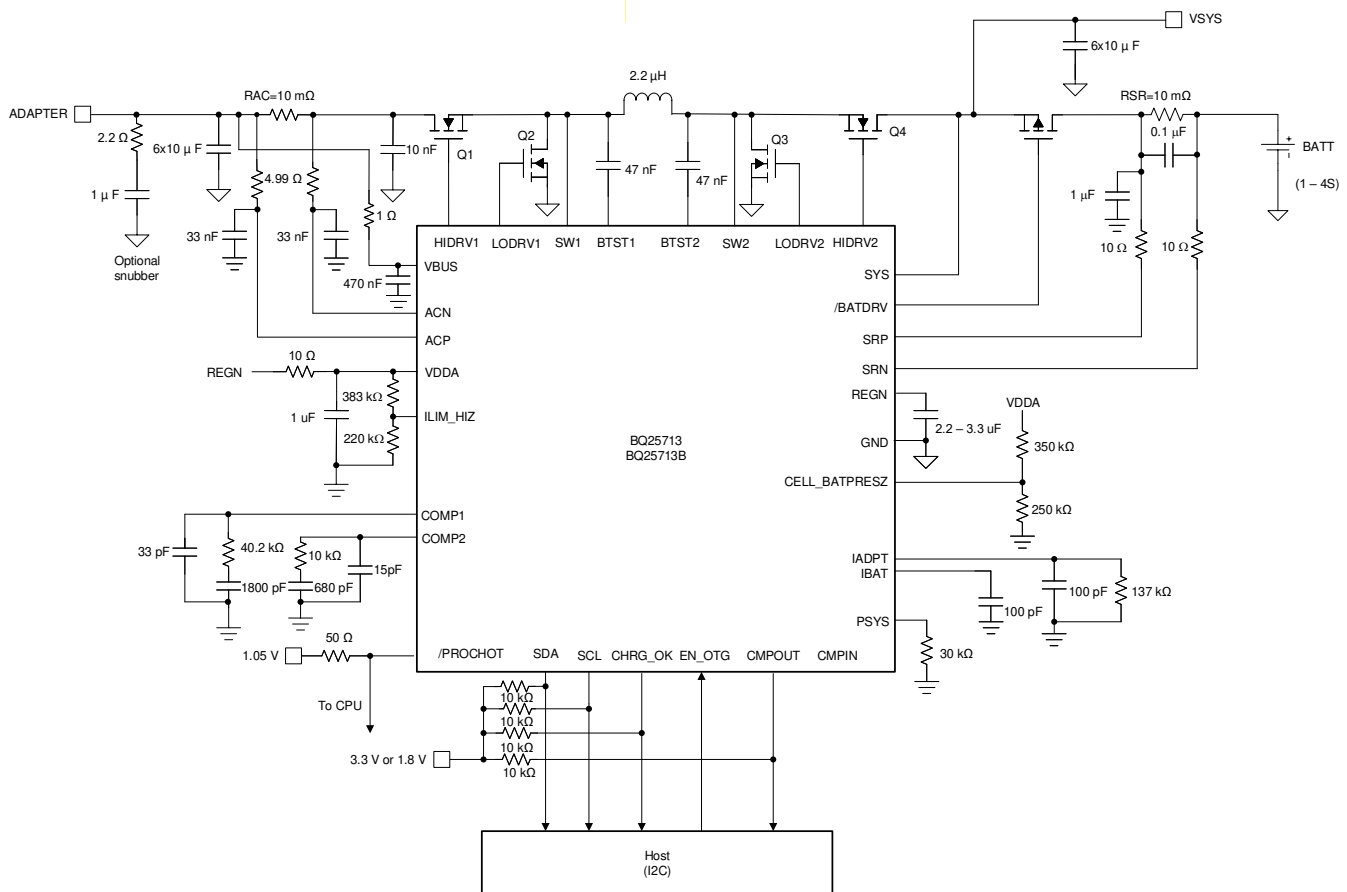 VSYS
6x10 µ F
2.2 µH
ADAPTER
RAC=10 mΩ
RSR=10 mΩ
2.2 Ω
6x10 µ F
10 nF
Q1
Q2
Q3
Q4
0.1 µF
BATT
(1 – 4S)
4.99 Ω
47 nF
47 nF
1 µ F
1 µF
1 Ω
33 nF
33 nF
10 Ω
10 Ω
Optional
snubber
470 nF
HIDRV1
LODRV1
SW1
BTST1
BTST2
SW2
LODRV2
HIDRV2
VBUS
SYS
ACN
/BATDRV
ACP
SRP
REGN
10 Ω
VDDA
SRN
383 kΩ
REGN
VDDA
1 uF
ILIM_HIZ
2.2 – 3.3 uF
220 kΩ
BQ25713
BQ25713B
GND
350 kΩ
CELL_BATPRESZ
250 kΩ
COMP1
COMP2
33 pF
40.2 kΩ
10 kΩ
15pF
1800 pF
680 pF
IADPT
IBAT
100 pF
100 pF
137 kΩ
PSYS
30 kΩ
1.05 V
50 Ω
/PROCHOT
SDA
SCL
CHRG_OK
EN_OTG
CMPOUT
CMPIN
To CPU
10 kΩ
10 kΩ
10 kΩ
10 kΩ
3.3 V or 1.8 V
Host
(I2C)